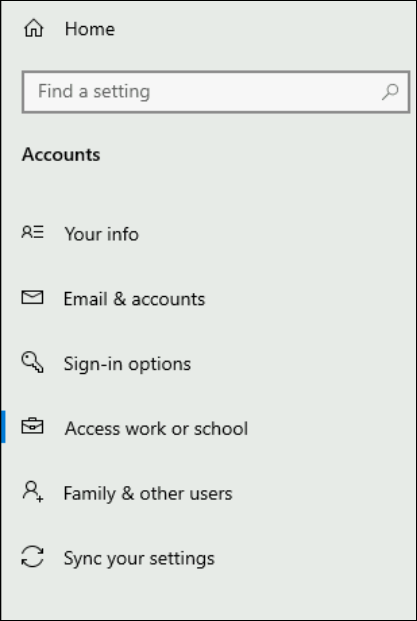 Home
Find a setting
Accounts
Your info
Email & accounts
Sign-in options
Access work or school
Family & other users
Sync your settings